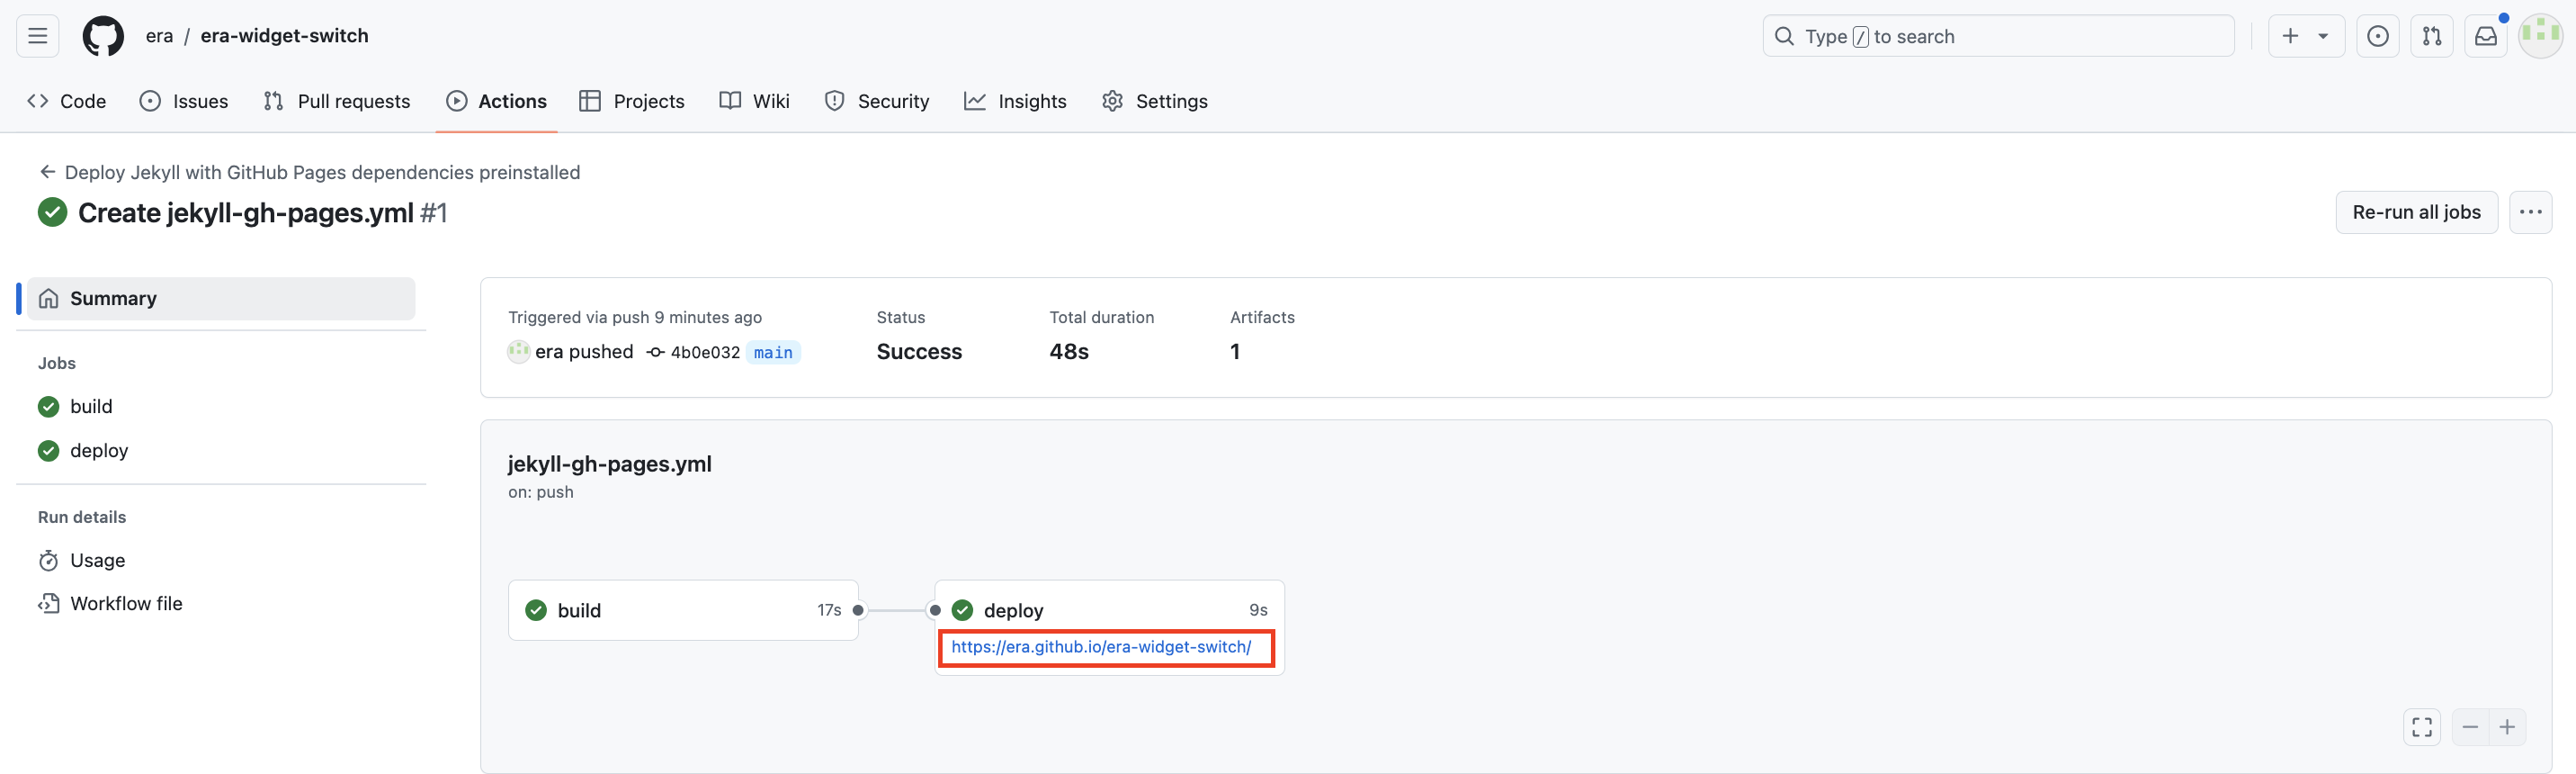 era / era-widget-switch
Type / to search
Code Issues Pull requests Actions Projects Wiki Security Insights Settings
Deploy Jekyll with GitHub Pages dependencies preinstalled
Create jekyll-gh-pages.yml #1
Re-run all jobs
Summary
Jobs
build
deploy
Run details
Usage
Workflow file
Triggered via push 9 minutes ago
era pushed 4b0e032 main
Status
Success
Total duration
48s
Artifacts
1
jekyll-gh-pages.yml
on: push
build 17s
deploy 9s
https://era.github.io/era-widget-switch/